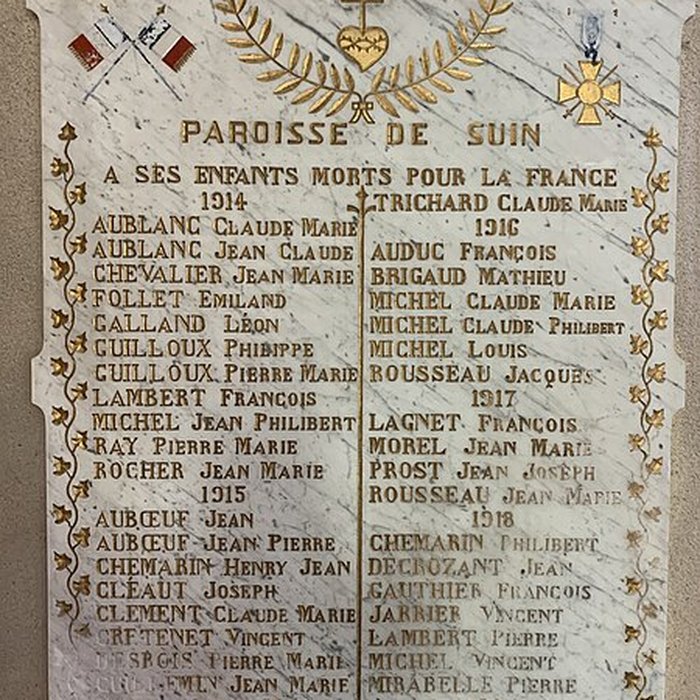 PAROISSE DE SUIN
A SES ENFANTS MORTS POUR LA FRANCE
1914
AUBLANC CLAUDE MARIE
AUBLANC JEAN CLAUDE
CHEVALIER JEAN MARIE
FOLLET EMILAND
GALLAND LÉON
GUILLOUX PHILIPPE
GUILLOUX PIERRE MARIE
LAMBERT FRANÇOIS
MICHEL JEAN PHILIBERT
RAY PIERRE MARIE
ROCHER JEAN MARIE
1915
AUBŒUF JEAN
AUBŒUF JEAN PIERRE
CHEMARIN HENRY JEAN
CLÉAUT JOSEPH
CLEMENT CLAUDE MARIE
CRETENET VINCENT
DESBOIS PIERRE MARIE
JEAN MARIE
TRICHARD CLAUDE MARIE
1916
AUDUC FRANÇOIS
BRIGAUD MATHIEU
MICHEL CLAUDE MARIE
MICHEL CLAUDE PHILIBERT
MICHEL LOUIS
ROUSSEAU JACQUES
1917
LAGNET FRANÇOIS
MOREL JEAN MARIE
PROST JEAN JOSEPH
ROUSSEAU JEAN MARIE
1918
CHEMARIN PHILIBERT
DECROZANT JEAN
GAUTHIER FRANÇOIS
JARRIER VINCENT
LAMBERT PIERRE
MICHEL VINCENT
MIRABELLE PIERRE